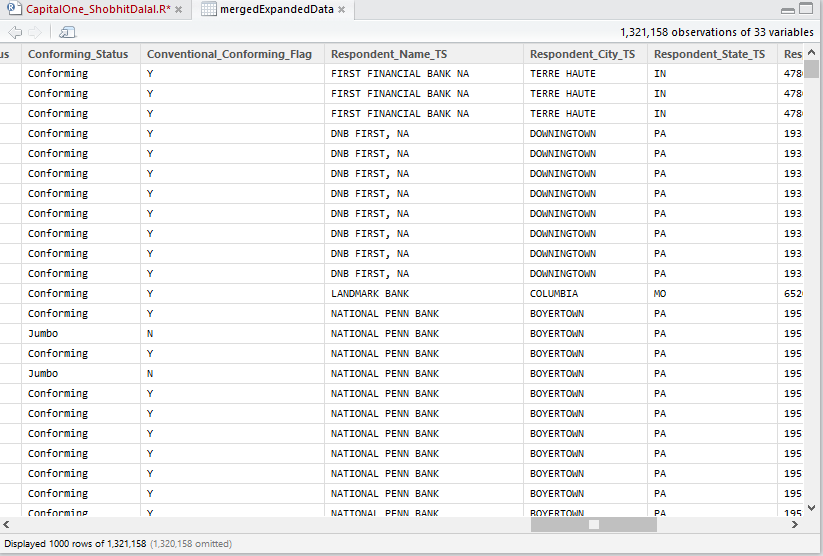 CapitalOne_ShobhitDalal.R* × mergedExpandedData ×
1,321,158 observations of 33 variables
us Conforming_Status Conventional_Conforming_Flag Respondent_Name_TS Respondent_City_TS Respondent_State_TS Res
Conforming Y FIRST FINANCIAL BANK NA TERRE HAUTE IN 478
Conforming Y FIRST FINANCIAL BANK NA TERRE HAUTE IN 478
Conforming Y FIRST FINANCIAL BANK NA TERRE HAUTE IN 478
Conforming Y DNB FIRST, NA DOWNINGTOWN PA 193
Conforming Y DNB FIRST, NA DOWNINGTOWN PA 193
Conforming Y DNB FIRST, NA DOWNINGTOWN PA 193
Conforming Y DNB FIRST, NA DOWNINGTOWN PA 193
Conforming Y DNB FIRST, NA DOWNINGTOWN PA 193
Conforming Y DNB FIRST, NA DOWNINGTOWN PA 193
Conforming Y DNB FIRST, NA DOWNINGTOWN PA 193
Conforming Y DNB FIRST, NA DOWNINGTOWN PA 193
Conforming Y LANDMARK BANK COLUMBIA MO 652
Conforming Y NATIONAL PENN BANK BOYERTOWN PA 195
Jumbo N NATIONAL PENN BANK BOYERTOWN PA 195
Conforming Y NATIONAL PENN BANK BOYERTOWN PA 195
Jumbo N NATIONAL PENN BANK BOYERTOWN PA 195
Conforming Y NATIONAL PENN BANK BOYERTOWN PA 195
Conforming Y NATIONAL PENN BANK BOYERTOWN PA 195
Conforming Y NATIONAL PENN BANK BOYERTOWN PA 195
Conforming Y NATIONAL PENN BANK BOYERTOWN PA 195
Conforming Y NATIONAL PENN BANK BOYERTOWN PA 195
Conforming Y NATIONAL PENN BANK BOYERTOWN PA 195
Conforming Y NATIONAL PENN BANK BOYERTOWN PA 195
Displayed 1000 rows of 1,321,158 (1,320,158 omitted)